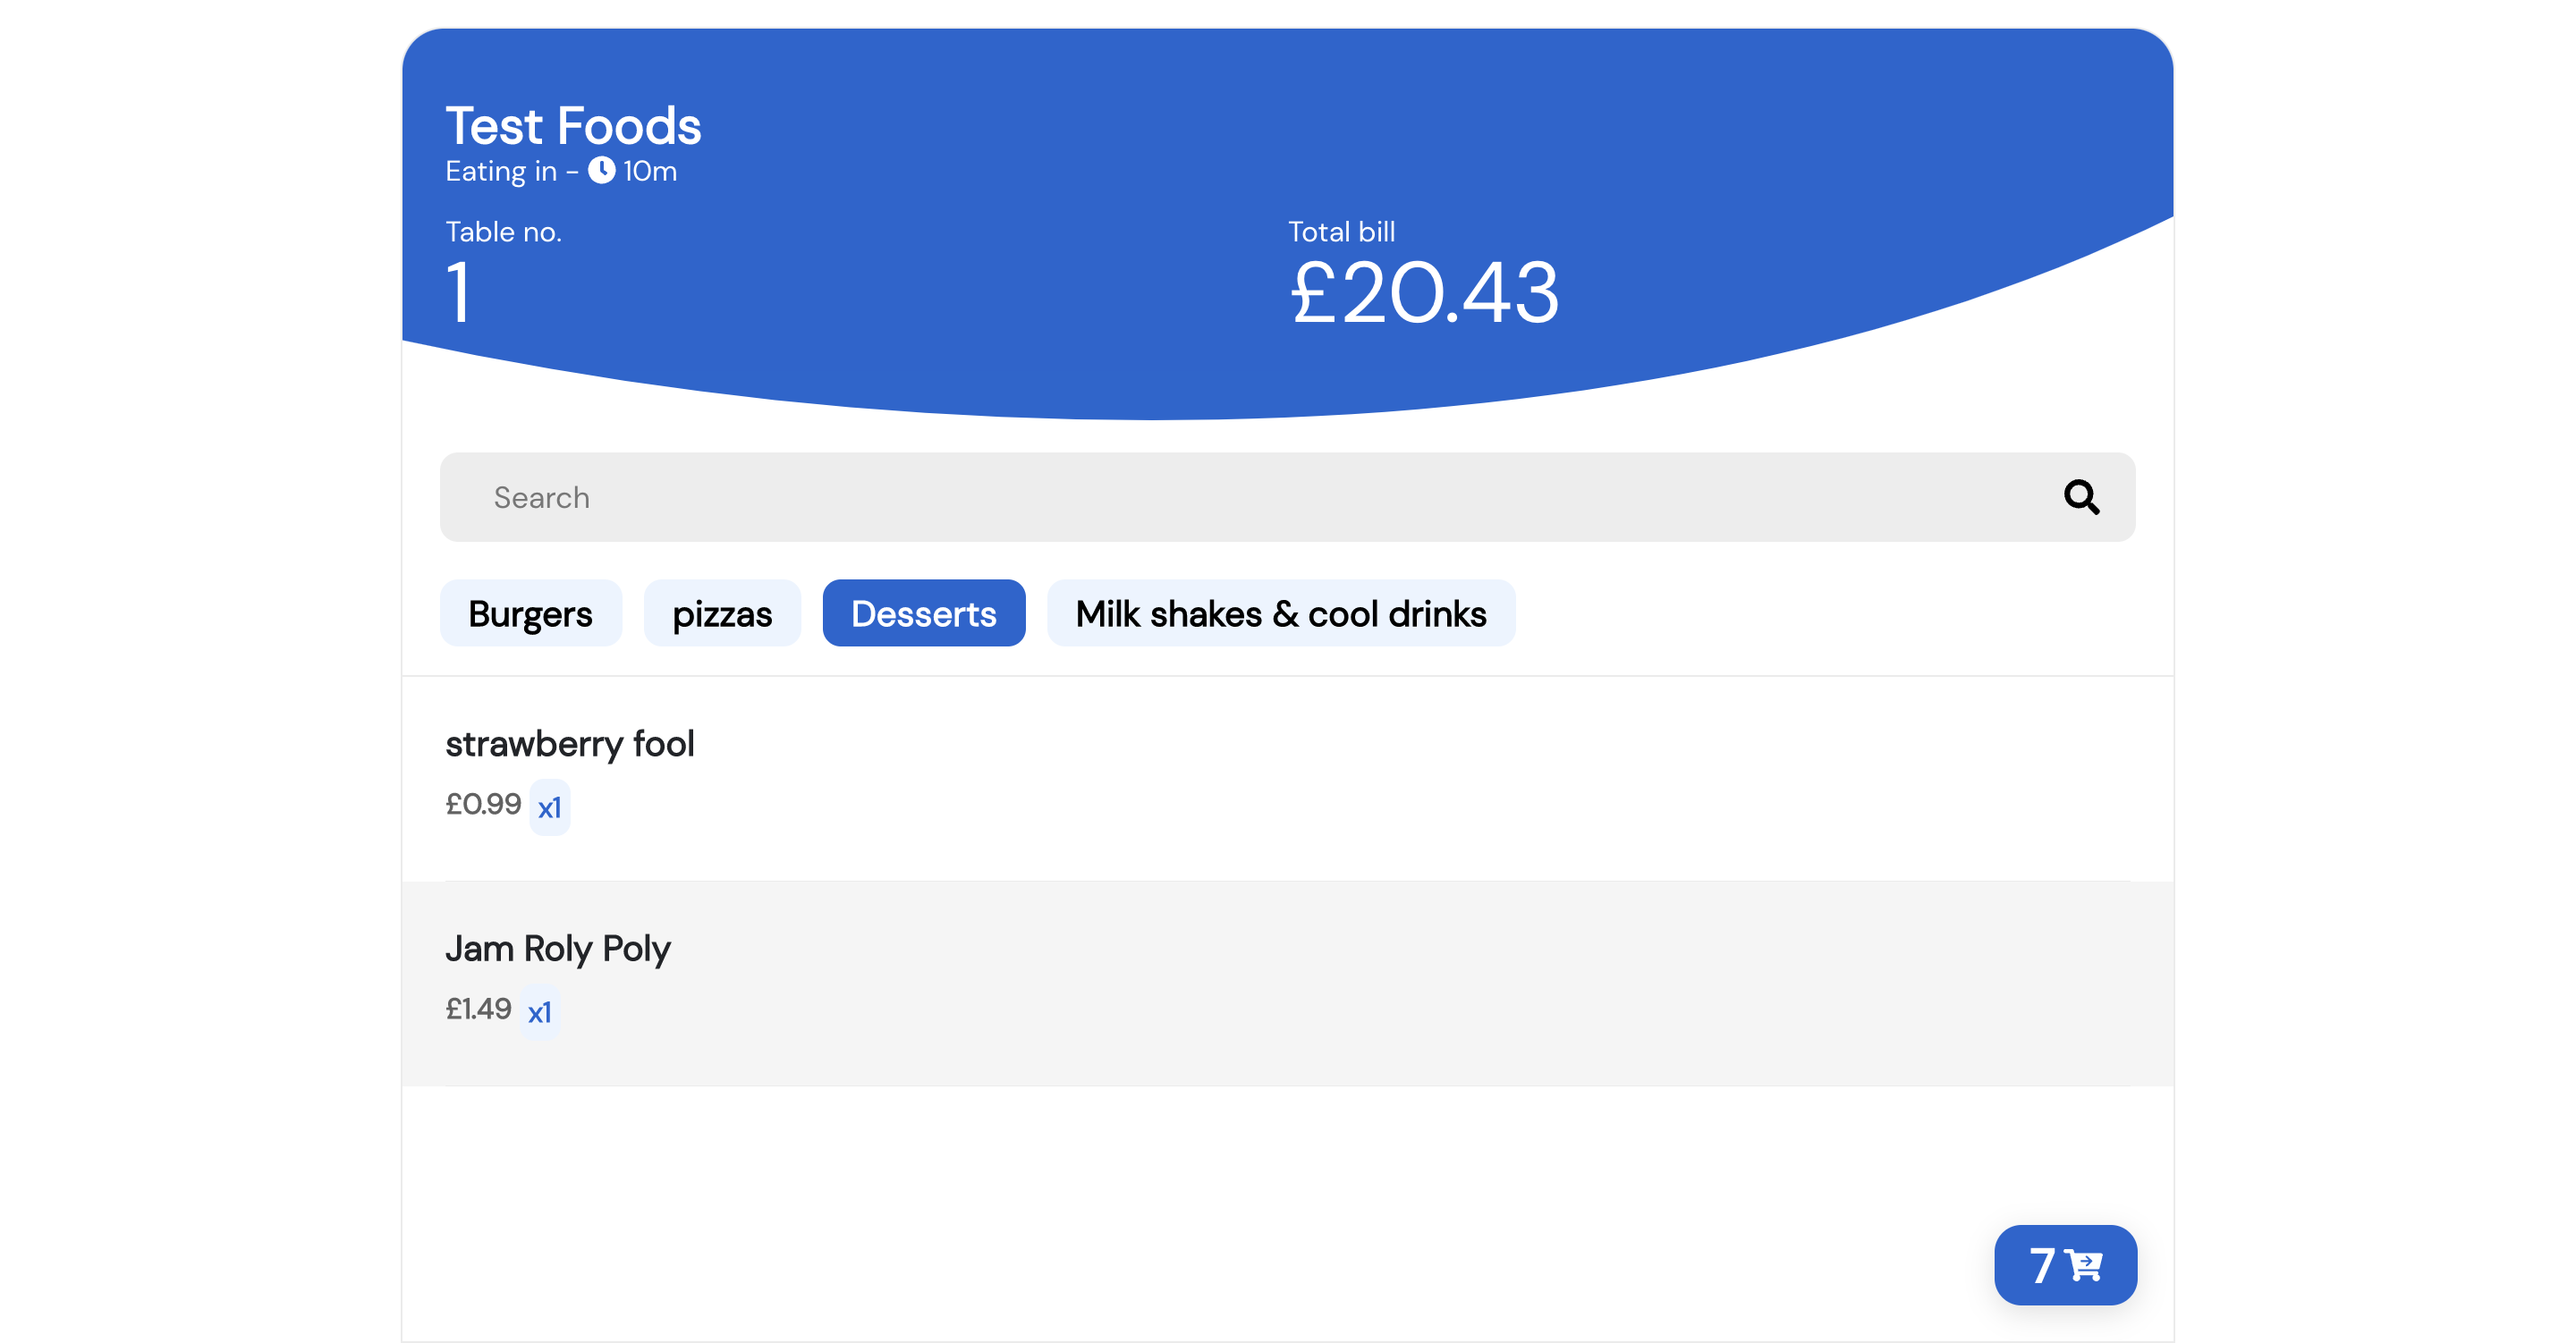 Test Foods
Eating in - 10m
Table no.
1
Total bill
£20.43
Search
Burgers
pizzas
Desserts
Milk shakes & cool drinks
strawberry fool
£0.99 x1
Jam Roly Poly
£1.49 x1
7